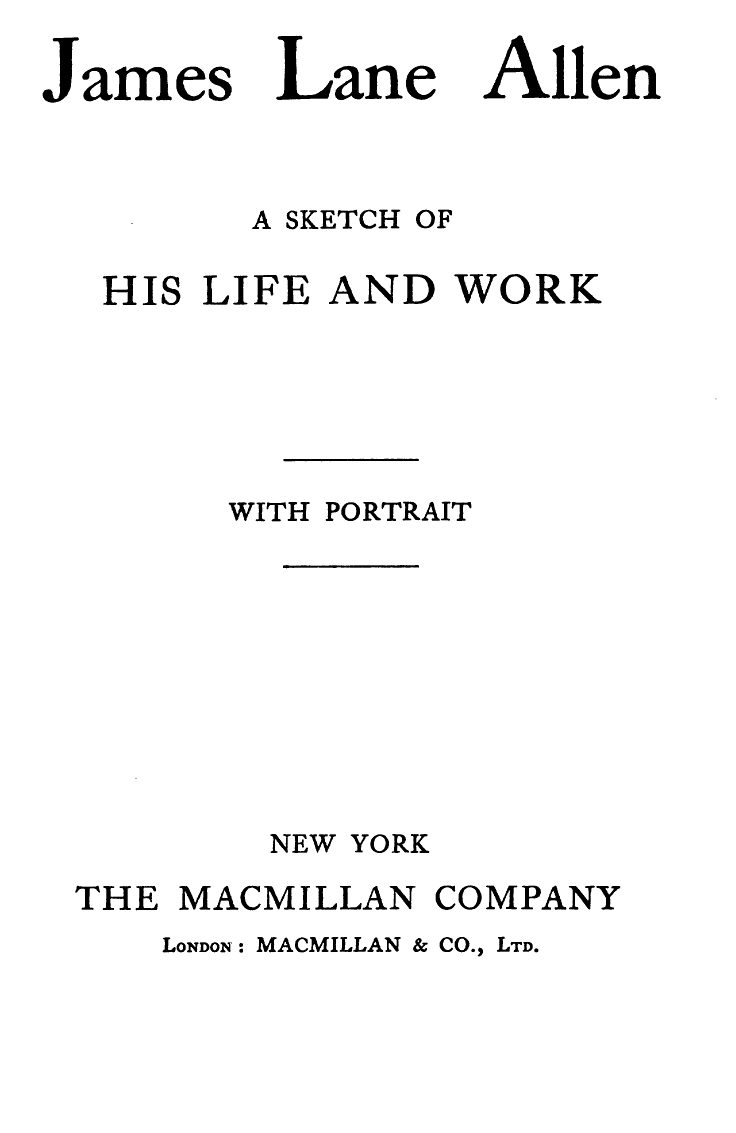 James Lane Allen
A SKETCH OF
HIS LIFE AND WORK
WITH PORTRAIT
NEW YORK
THE MACMILLAN COMPANY
LONDON: MACMILLAN & CO., LTD.